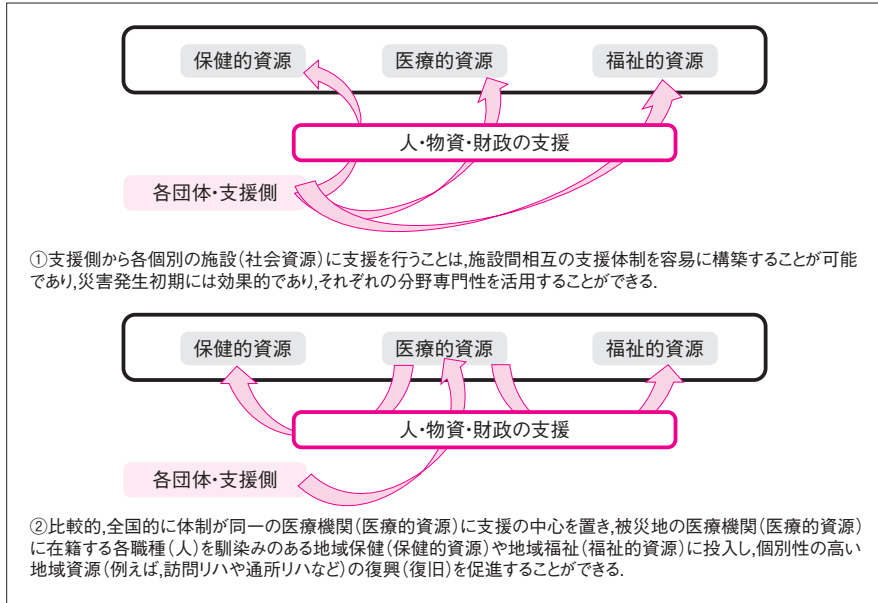 保健的資源 医療的資源 福祉的資源
人・物資・財政の支援
各団体・支援側
①支援側から各個別の施設(社会資源)に支援を行うことは,施設間相互の支援体制を容易に構築することが可能
であり,災害発生初期には効果的であり,それぞれの分野専門性を活用することができる.
保健的資源 医療的資源 福祉的資源
人・物資・財政の支援
各団体・支援側
②比較的,全国的に体制が同一の医療機関(医療的資源)に支援の中心を置き,被災地の医療機関(医療的資源)
に在籍する各職種(人)を馴染みのある地域保健(保健的資源)や地域福祉(福祉的資源)に投入し,個別性の高い
地域資源(例えば,訪問リハや通所リハなど)の復興(復旧)を促進することができる.